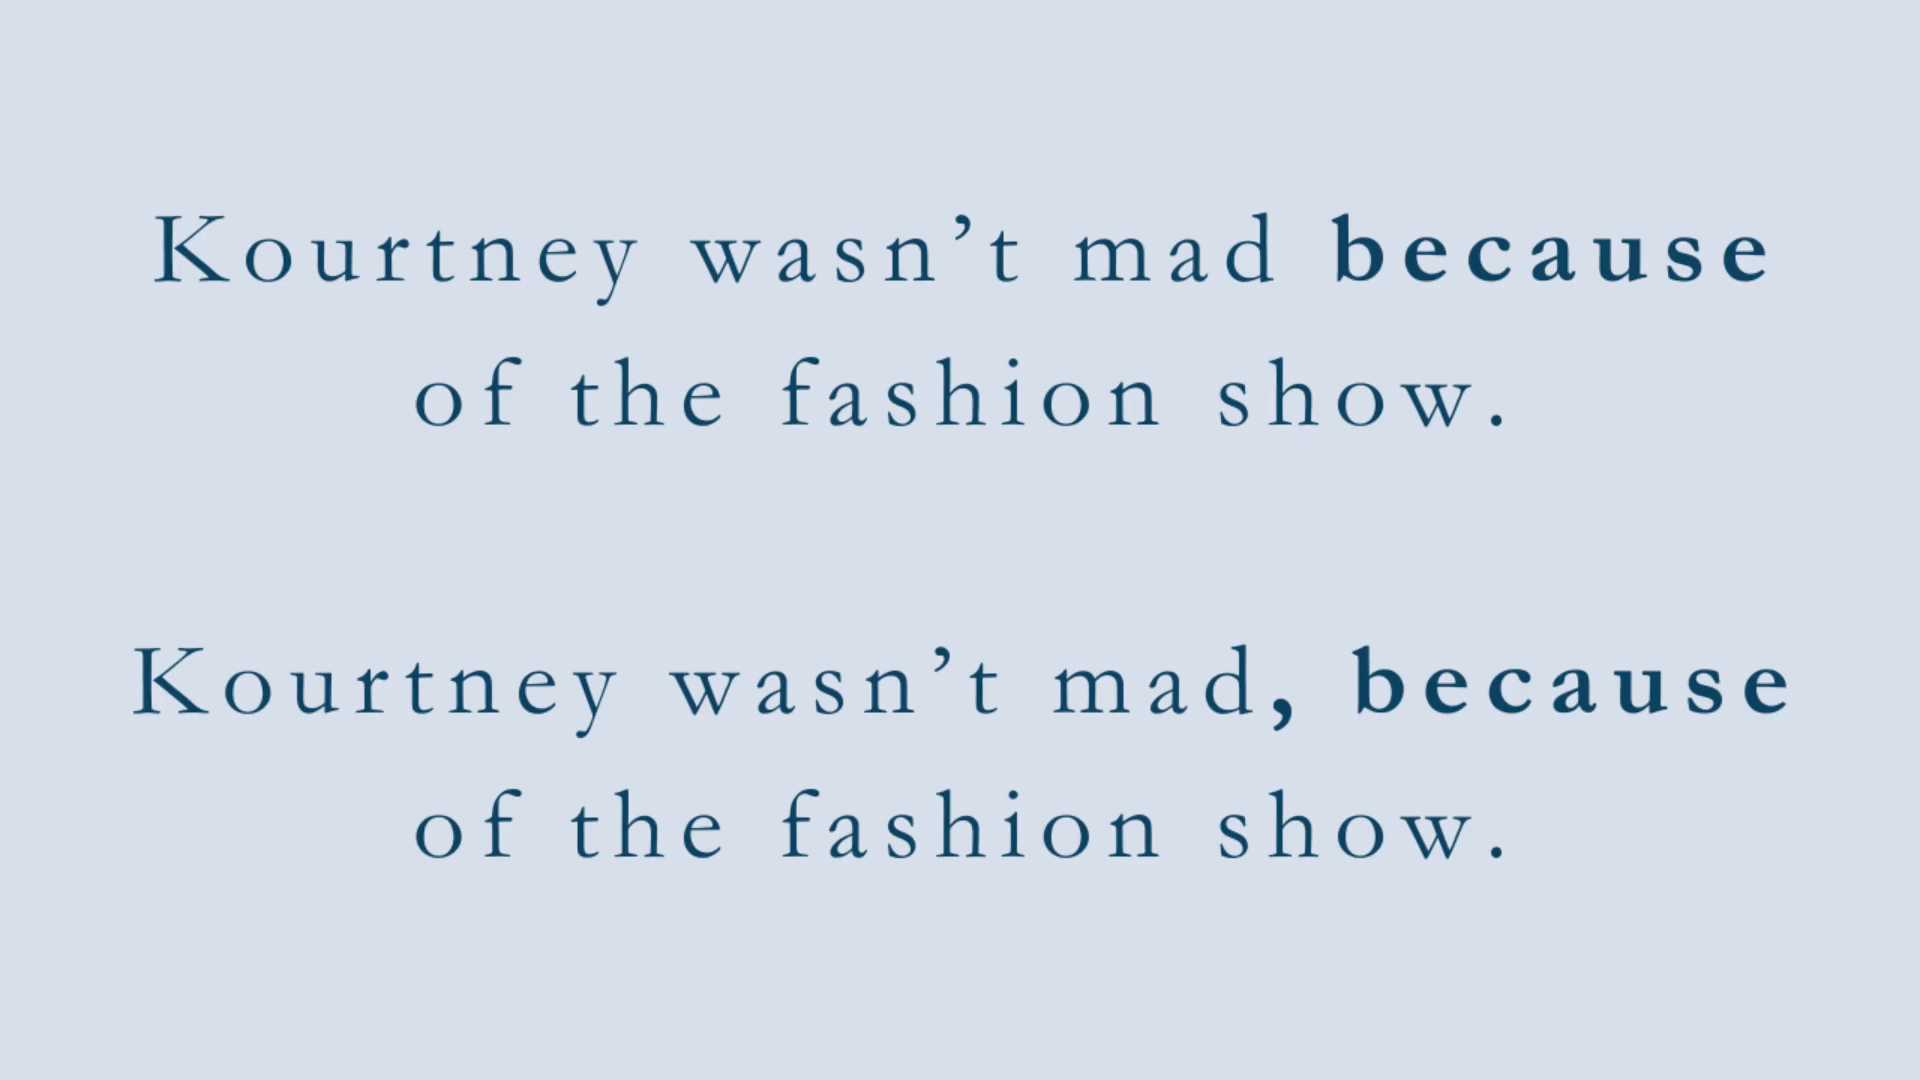 Kourtney wasn’t mad because
of the fashion show.
Kourtney wasn’t mad, because
of the fashion show.